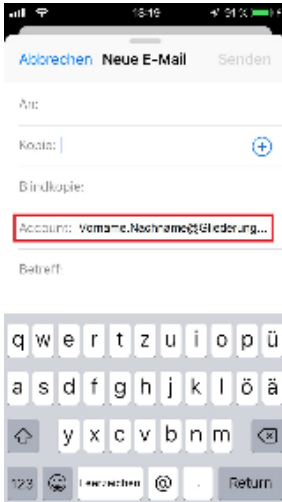 18:19 91 %
Abbrechen Neue E-Mail Senden
An:
Kopie:
Blindkopie:
Account: Vorname.Nachname@Gliederung...
Betreff:
q w e r t z u i o p ü
a s d f g h j k l ö ä
y x c v b n m
123 Leerzeichen @ . Return